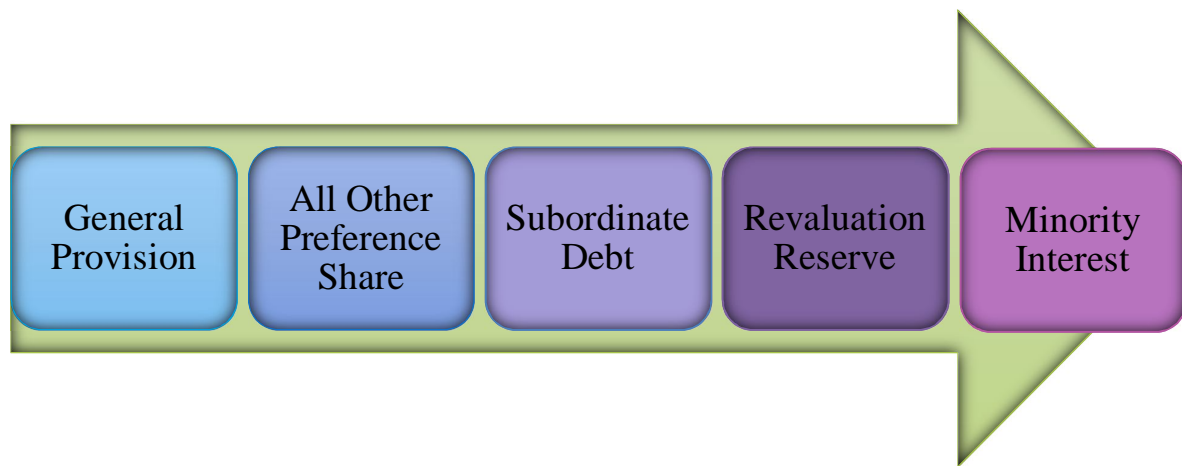 General
Provision
All Other
Preference
Share
Subordinate
Debt
Revaluation
Reserve
Minority
Interest